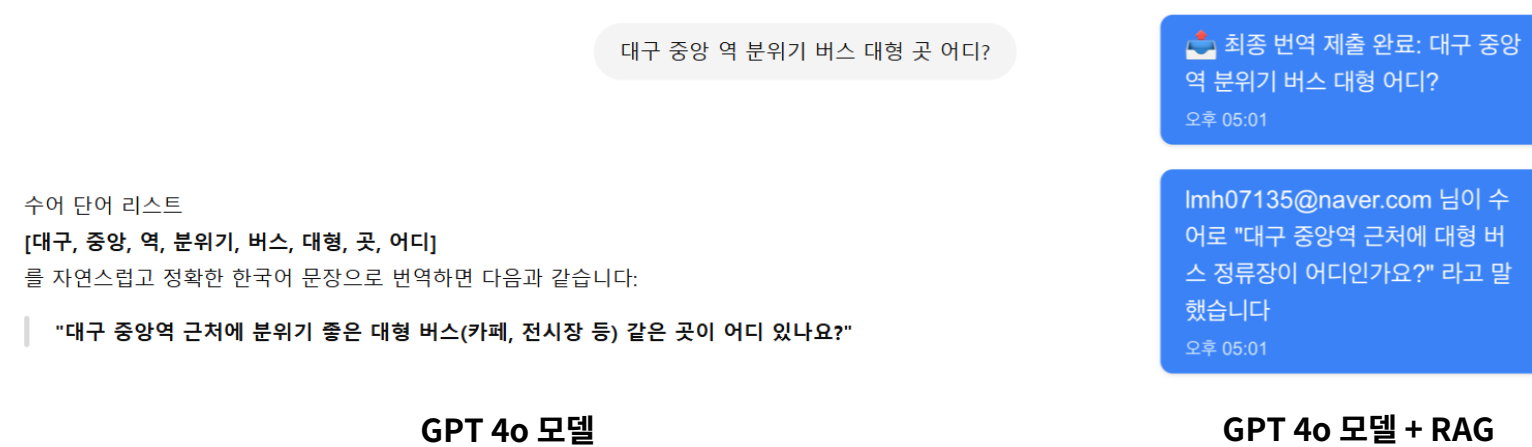 대구 중앙 역 분위기 버스 대형 곳 어디?
수어 단어 리스트
[대구, 중앙, 역, 분위기, 버스, 대형, 곳, 어디]
를 자연스럽고 정확한 한국어 문장으로 번역하면 다음과 같습니다:
"대구 중앙역 근처에 분위기 좋은 대형 버스(카페, 전시장 등) 같은 곳이 어디 있나요?"
GPT 4o 모델
📤 최종 번역 제출 완료: 대구 중앙
역 분위기 버스 대형 어디?
오후 05:01
lmh07135@naver.com 님이 수
어로 "대구 중앙역 근처에 대형 버
스 정류장이 어디인가요?" 라고 말
했습니다
오후 05:01
GPT 4o 모델 + RAG